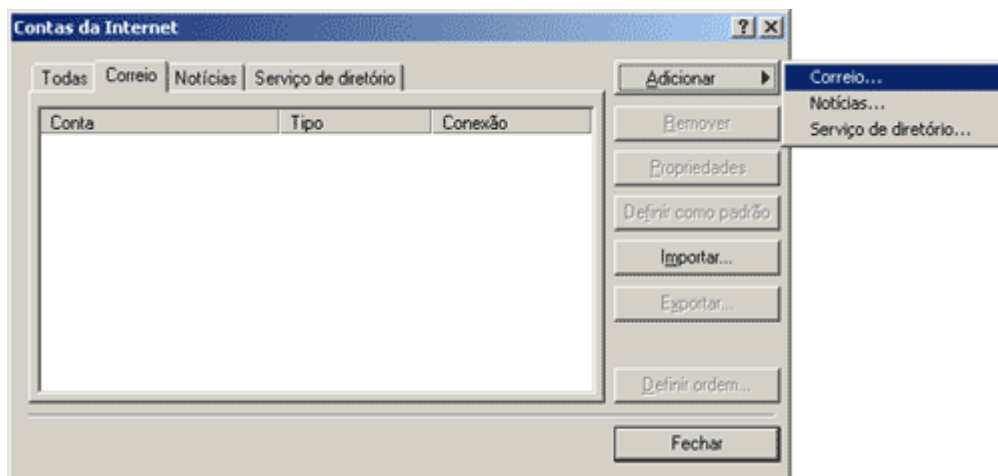 Contas da Internet
Todas Correio Notícias Serviço de diretório
Conta Tipo Conexão
Adicionar
Remover
Propriedades
Definir como padrão
Importar...
Exportar...
Definir ordem...
Fechar
Correio...
Notícias...
Serviço de diretório...